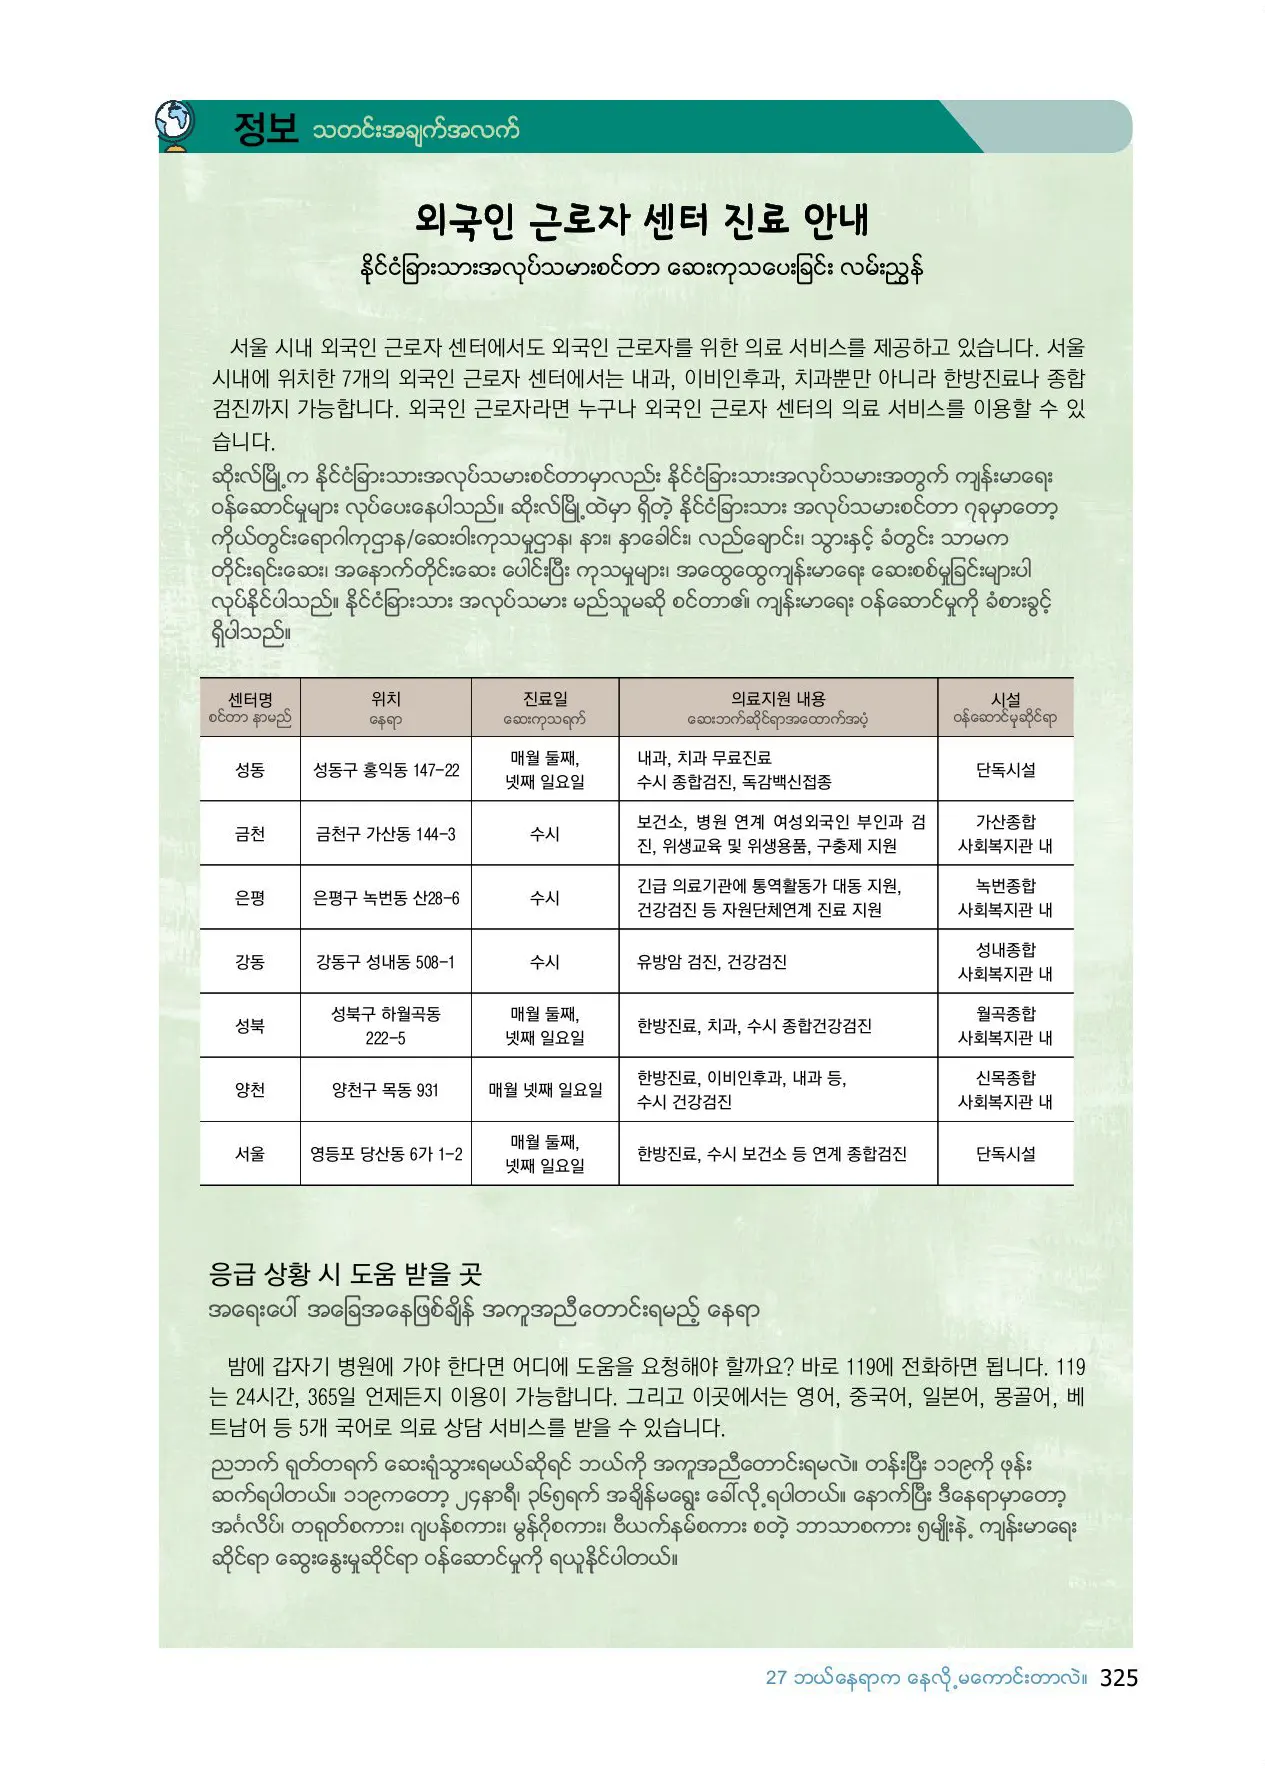 정보 သတင်းအချက်အလက်
외국인 근로자 센터 진료 안내
နိုင်ငံခြားသားအလုပ်သမားစင်တာ ဆေးကုသပေးခြင်း လမ်းညွှန်
서울 시내 외국인 근로자 센터에서도 외국인 근로자를 위한 의료 서비스를 제공하고 있습니다. 서울
시내에 위치한 7개의 외국인 근로자 센터에서는 내과, 이비인후과, 치과뿐만 아니라 한방진료나 종합
검진까지 가능합니다. 외국인 근로자라면 누구나 외국인 근로자 센터의 의료 서비스를 이용할 수 있
습니다.
ဆိုးလ်မြို့က နိုင်ငံခြားသားအလုပ်သမားစင်တာမှာလည်း နိုင်ငံခြားသားအလုပ်သမားအတွက် ကျန်းမာရေး
ဝန်ဆောင်မှုများ လုပ်ပေးနေပါသည်။ ဆိုးလ်မြို့ထဲမှာ ရှိတဲ့ နိုင်ငံခြားသား အလုပ်သမားစင်တာ ၇ခုမှာတော့
ကိုယ်တွင်းရောဂါကုဌာန/ဆေးဝါးကုသမှုဌာန၊ နား၊ နှာခေါင်း၊ လည်ချောင်း၊ သွားနှင့် ခံတွင်း သာမက
တိုင်းရင်းဆေး၊ အနောက်တိုင်းဆေး ပေါင်းပြီး ကုသမှုများ၊ အထွေထွေကျန်းမာရေး ဆေးစစ်မှုခြင်းများပါ
လုပ်နိုင်ပါသည်။ နိုင်ငံခြားသား အလုပ်သမား မည်သူမဆို စင်တာ၏ ကျန်းမာရေး ဝန်ဆောင်မှုကို ခံစားခွင့်
ရှိပါသည်။
센터명 위치 진료일 의료지원 내용 시설
စင်တာ နာမည် နေရာ ဆေးကုသရက် ဆေးဘက်ဆိုင်ရာအထောက်အပံ့ ဝန်ဆောင်မှုဆိုင်ရာ
성동 성동구 홍익동 147-22 매월 둘째, 넷째 일요일 내과, 치과 무료진료 수시 종합검진, 독감백신접종 단독시설
금천 금천구 가산동 144-3 수시 보건소, 병원 연계 여성외국인 부인과 검진, 위생교육 및 위생용품, 구충제 지원 가산종합 사회복지관 내
은평 은평구 녹번동 산28-6 수시 긴급 의료기관에 통역활동가 대동 지원, 건강검진 등 자원단체연계 진료 지원 녹번종합 사회복지관 내
강동 강동구 성내동 508-1 수시 유방암 검진, 건강검진 성내종합 사회복지관 내
성북 성북구 하월곡동 222-5 매월 둘째, 넷째 일요일 한방진료, 치과, 수시 종합건강검진 월곡종합 사회복지관 내
양천 양천구 목동 931 매월 넷째 일요일 한방진료, 이비인후과, 내과 등, 수시 건강검진 신목종합 사회복지관 내
서울 영등포 당산동 6가 1-2 매월 둘째, 넷째 일요일 한방진료, 수시 보건소 등 연계 종합검진 단독시설
응급 상황 시 도움 받을 곳
အရေးပေါ် အခြေအနေဖြစ်ချိန် အကူအညီတောင်းရမည့် နေရာ
밤에 갑자기 병원에 가야 한다면 어디에 도움을 요청해야 할까요? 바로 119에 전화하면 됩니다. 119
는 24시간, 365일 언제든지 이용이 가능합니다. 그리고 이곳에서는 영어, 중국어, 일본어, 몽골어, 베
트남어 등 5개 국어로 의료 상담 서비스를 받을 수 있습니다.
ညဘက် ရုတ်တရက် ဆေးရုံသွားရမယ်ဆိုရင် ဘယ်ကို အကူအညီတောင်းရမလဲ။ တန်းပြီး ၁၁၉ကို ဖုန်း
ဆက်ရပါတယ်။ ၁၁၉ကတော့ ၂၄နာရီ၊ ၃၆၅ရက် အချိန်မရွေး ခေါ်လို့ရပါတယ်။ နောက်ပြီး ဒီနေရာမှာတော့
အင်္ဂလိပ်၊ တရုတ်စကား၊ ဂျပန်စကား၊ မွန်ဂိုစကား၊ ဗီယက်နမ်စကား စတဲ့ ဘာသာစကား ၅မျိုးနဲ့ ကျန်းမာရေး
ဆိုင်ရာ ဆွေးနွေးမှုဆိုင်ရာ ဝန်ဆောင်မှုကို ရယူနိုင်ပါတယ်။
27 ဘယ်နေရာက နေလို့မကောင်းတာလဲ။ 325